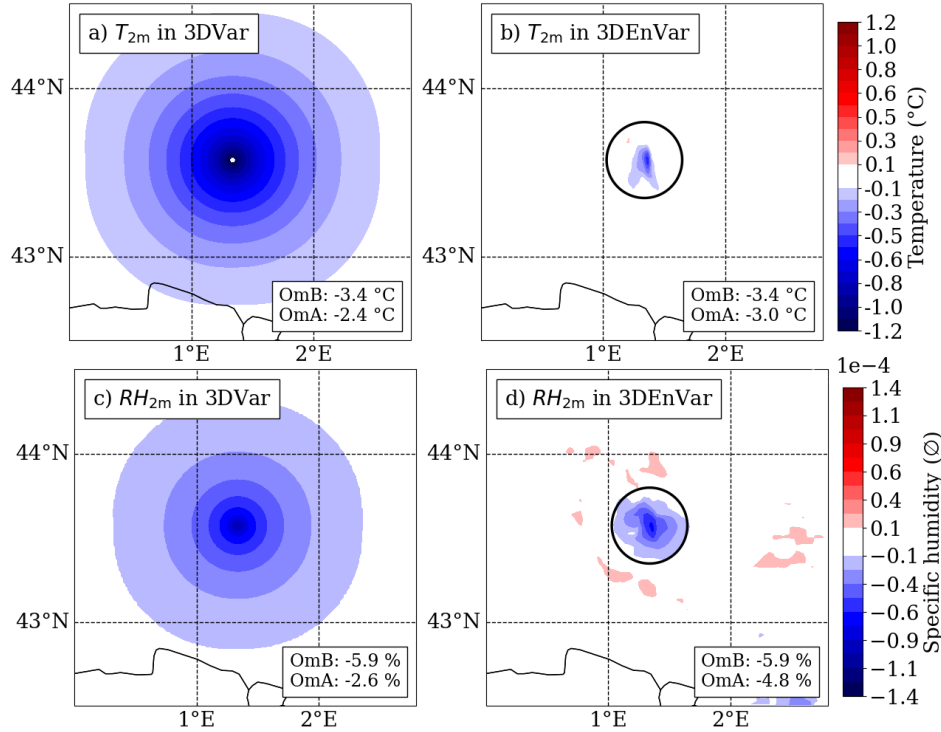 a) T2m in 3DVar
44°N
43°N
OmB: -3.4 °C
OmA: -2.4 °C
1°E
2°E
b) T2m in 3DEnVar
44°N
43°N
OmB: -3.4 °C
OmA: -3.0 °C
1°E
2°E
1.2
1.0
0.8
0.6
0.5
0.3
0.1
-0.1
-0.3
-0.5
-0.6
-0.8
-1.0
-1.2
Temperature (°C)
c) RH2m in 3DVar
44°N
43°N
OmB: -5.9 %
OmA: -2.6 %
1°E
2°E
d) RH2m in 3DEnVar
44°N
43°N
OmB: -5.9 %
OmA: -4.8 %
1°E
2°E
1e−4
1.4
1.1
0.9
0.6
0.4
0.1
−0.1
−0.4
−0.6
−0.9
−1.1
−1.4
Specific humidity (∅)